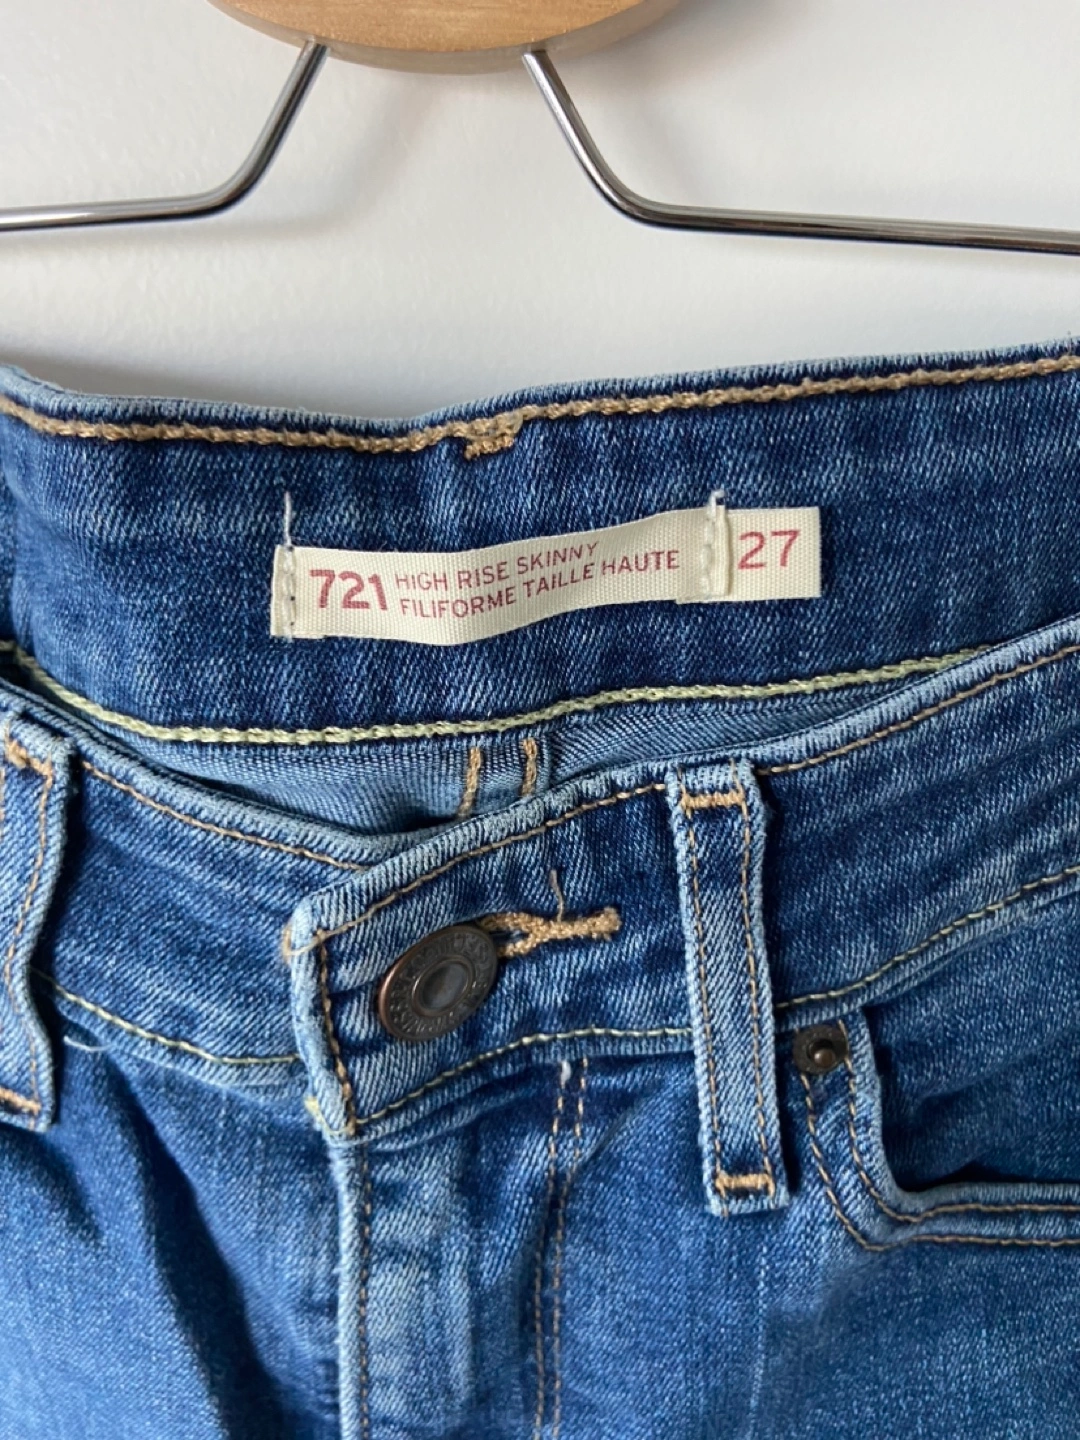 721
HIGH RISE SKINNY
FILIFORME TAILLE HAUTE
27